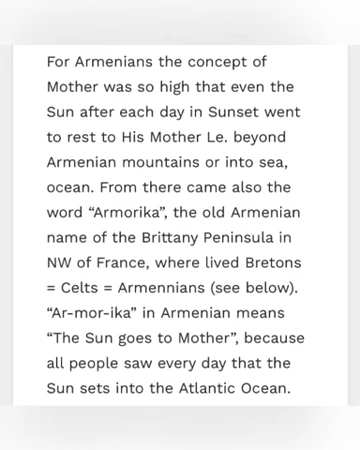 For Armenians the concept of
Mother was so high that even the
Sun after each day in Sunset went
to rest to His Mother Le. beyond
Armenian mountains or into sea,
ocean. From there came also the
word “Armorika”, the old Armenian
name of the Brittany Peninsula in
NW of France, where lived Bretons
= Celts = Armennians (see below).
“Ar-mor-ika” in Armenian means
“The Sun goes to Mother”, because
all people saw every day that the
Sun sets into the Atlantic Ocean.